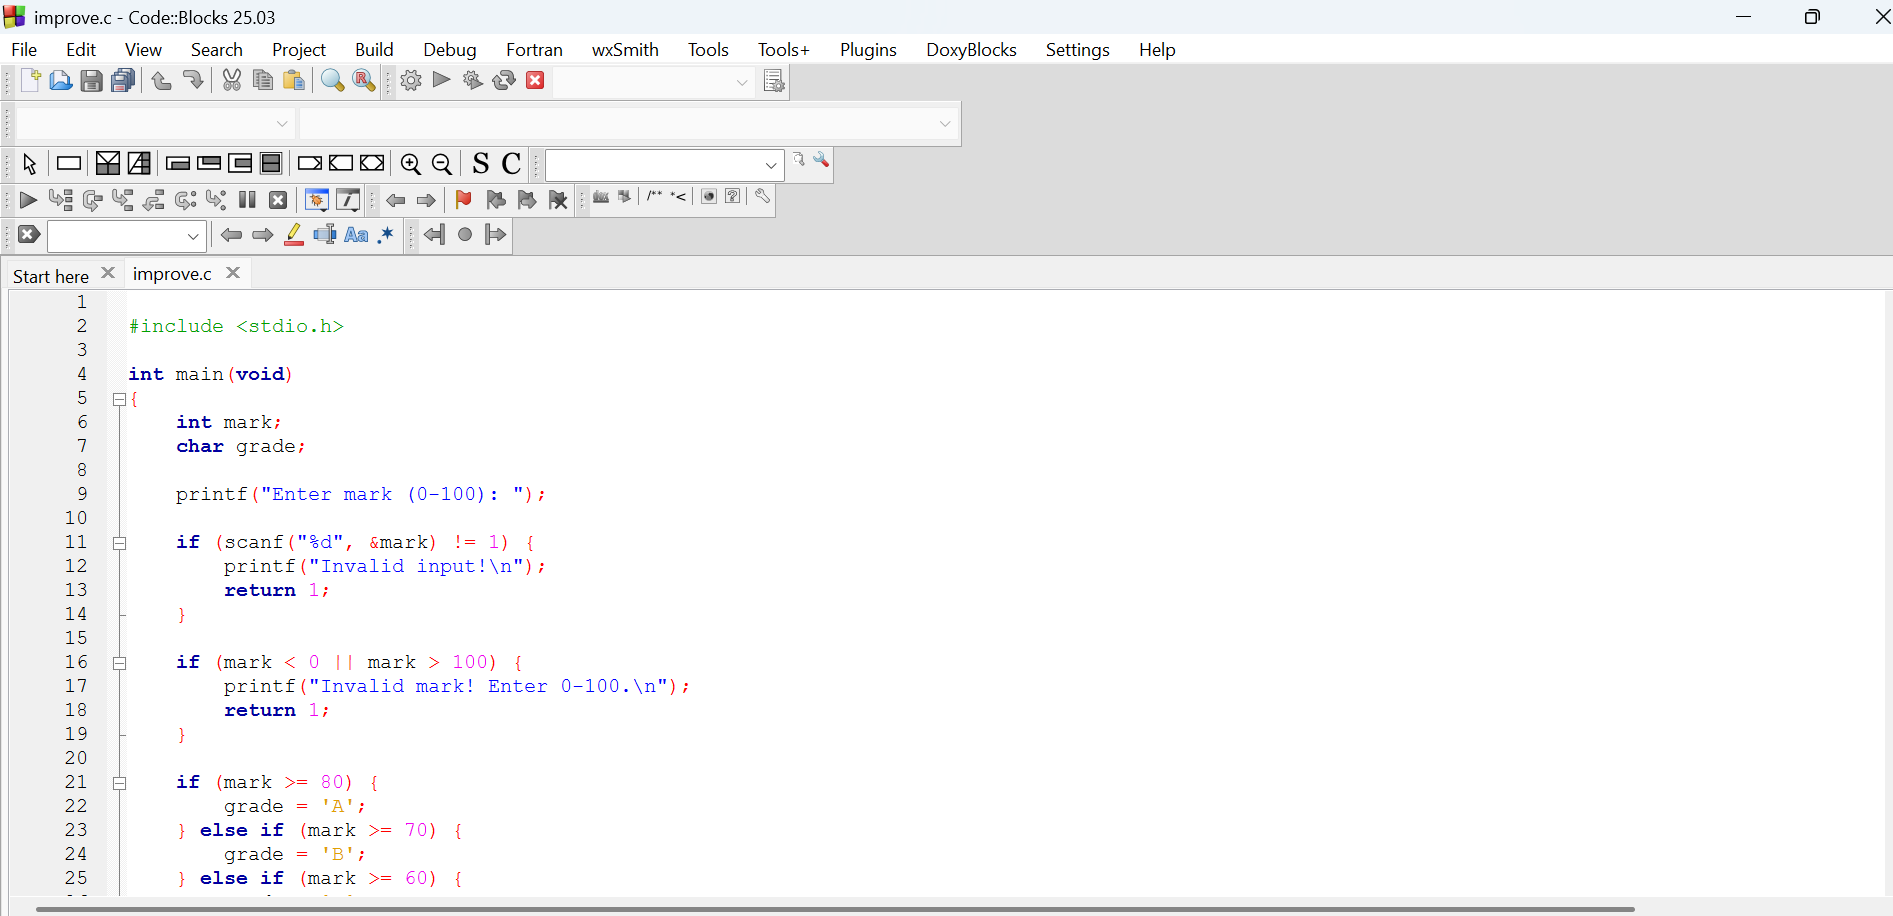 improve.c - Code::Blocks 25.03
File Edit View Search Project Build Debug Fortran wxSmith Tools Tools+ Plugins DoxyBlocks Settings Help
S C
/** *<
Aa .*
Start here improve.c
1
2 #include <stdio.h>
3
4 int main(void)
5 {
6     int mark;
7     char grade;
8
9     printf("Enter mark (0-100): ");
10
11     if (scanf("%d", &mark) != 1) {
12         printf("Invalid input!\n");
13         return 1;
14     }
15
16     if (mark < 0 || mark > 100) {
17         printf("Invalid mark! Enter 0-100.\n");
18         return 1;
19     }
20
21     if (mark >= 80) {
22         grade = 'A';
23     } else if (mark >= 70) {
24         grade = 'B';
25     } else if (mark >= 60) {